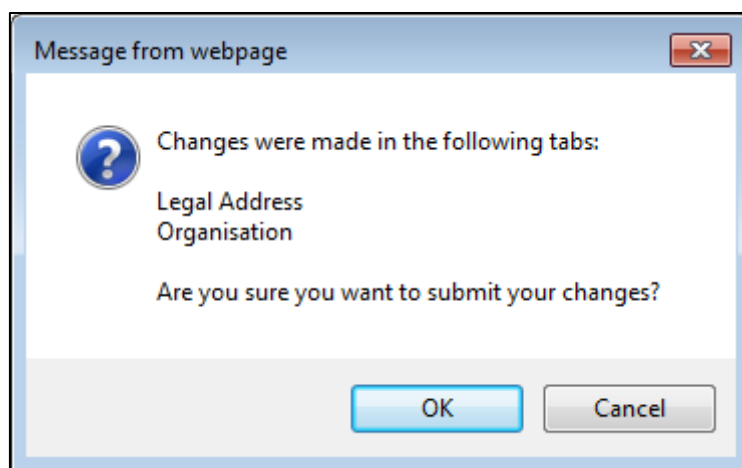 Message from webpage
Changes were made in the following tabs:
Legal Address
Organisation
Are you sure you want to submit your changes?
OK
Cancel